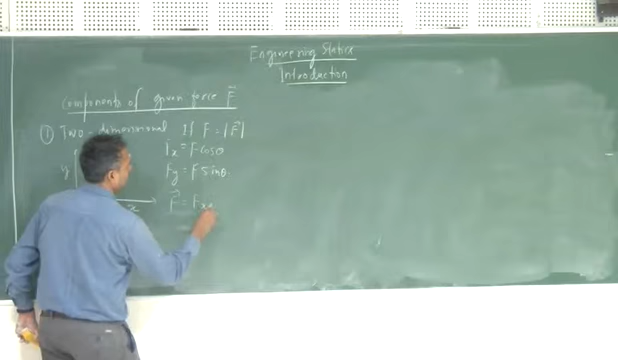 Engineering Statics
Introduction
Components of given force F⃗
① Two-dimensional If F = |F⃗|
Fx = F cosθ
y Fy = F sinθ
x F⃗ = Fx